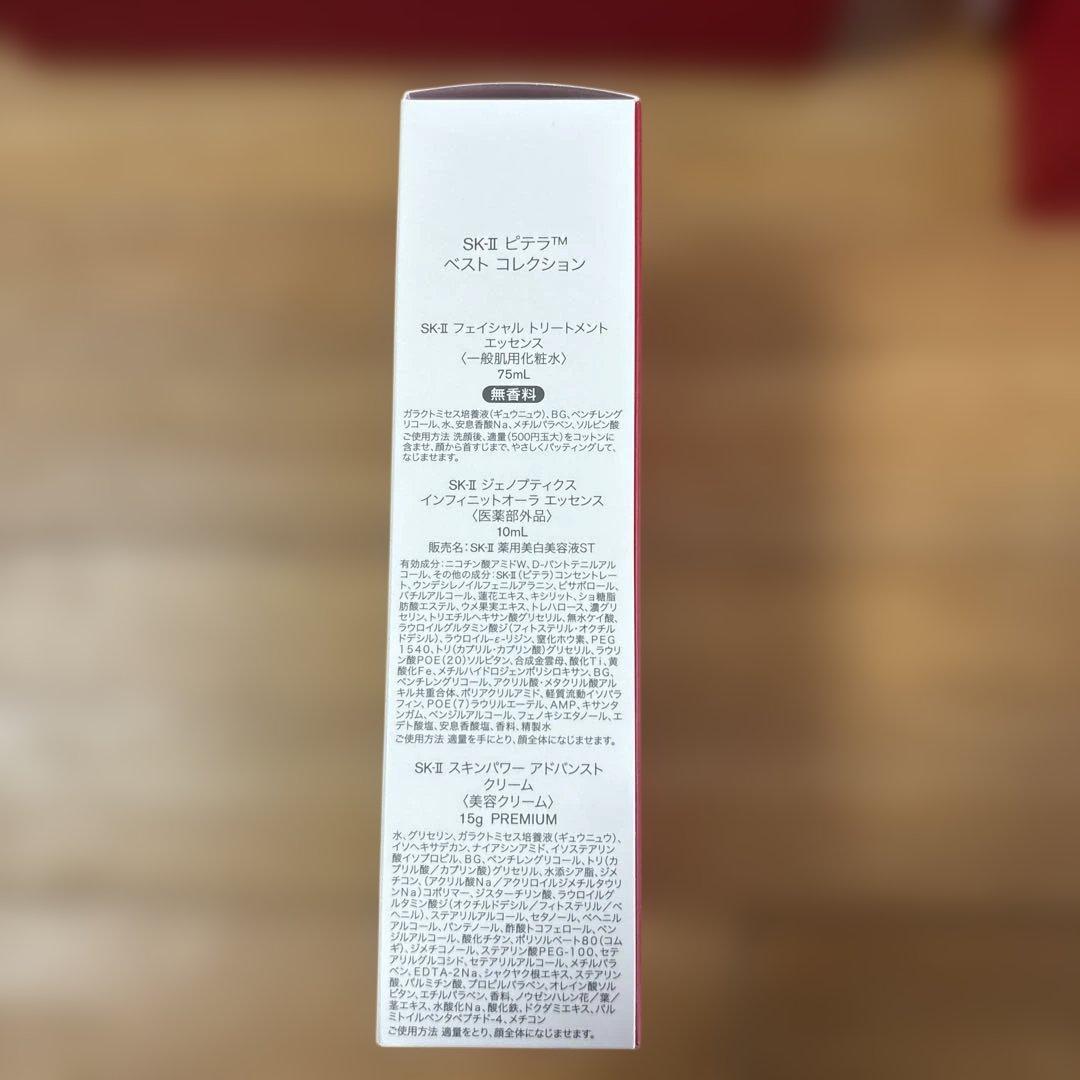 SK-Ⅱ ピテラ™
ベスト コレクション
SK-Ⅱ フェイシャル トリートメント
エッセンス
〈一般肌用化粧水〉
75mL
無香料
ガラクトミセス培養液(ギュウニュウ)、BG、ペンチレング
リコール、水、安息香酸Na、メチルパラベン、ソルビン酸
ご使用方法 洗顔後、適量(500円玉大)をコットンに
含ませ、顔から首すじまで、やさしくパッティングして、
なじませます。
SK-Ⅱ ジェノプティクス
インフィニットオーラ エッセンス
〈医薬部外品〉
10mL
販売名：SK-Ⅱ 薬用美白美容液ST
有効成分：ニコチン酸アミドW、D-パントテニルアル
コール、その他の成分：SK-Ⅱ(ピテラ)コンセントレー
ト、ウンデシレノイルフェニルアラニン、ビサボロール、
バチルアルコール、蓮花エキス、キシリット、ショ糖脂
肪酸エステル、ウメ果実エキス、トレハロース、濃グリ
セリン、トリエチルヘキサン酸グリセリル、無水ケイ酸、
ラウロイルグルタミン酸ジ(フィトステリル・オクチル
ドデシル)、ラウロイル-ε-リジン、窒化ホウ素、PEG
1540、トリ(カプリル・カプリン酸)グリセリル、ラウリ
ン酸POE(20)ソルビタン、合成金雲母、酸化Ti、黄
酸化Fe、メチルハイドロジェンポリシロキサン、BG、
ペンチレングリコール、アクリル酸・メタクリル酸アル
キル共重合体、ポリアクリルアミド、軽質流動イソパラ
フィン、POE(7)ラウリルエーテル、AMP、キサンタ
ンガム、ベンジルアルコール、フェノキシエタノール、エ
デト酸塩、安息香酸塩、香料、精製水
ご使用方法 適量を手にとり、顔全体になじませます。
SK-Ⅱ スキンパワー アドバンスト
クリーム
〈美容クリーム〉
15g PREMIUM
水、グリセリン、ガラクトミセス培養液(ギュウニュウ)、
イソヘキサデカン、ナイアシンアミド、イソステアリン
酸イソプロピル、BG、ペンチレングリコール、トリ(カ
プリル酸／カプリン酸)グリセリル、水添シア脂、ジメ
チコン、(アクリル酸Na／アクリロイルジメチルタウリ
ンNa)コポリマー、ジスターチリン酸、ラウロイルグ
ルタミン酸ジ(オクチルドデシル／フィトステリル／ベ
ヘニル)、ステアリルアルコール、セタノール、ベヘニル
アルコール、パンテノール、酢酸トコフェロール、ベン
ジルアルコール、酸化チタン、ポリソルベート80(コム
ギ)、ジメチコノール、ステアリン酸PEG-100、セテ
アリルグルコシド、セテアリルアルコール、メチルパラ
ベン、EDTA-2Na、シャクヤク根エキス、ステアリン
酸、パルミチン酸、プロピルパラベン、オレイン酸ソル
ビタン、エチルパラベン、香料、ノウゼンハレン花／葉／
茎エキス、水酸化Na、酸化鉄、ドクダミエキス、パル
ミトイルペンタペプチド-4、メチコン
ご使用方法 適量をとり、顔全体になじませます。